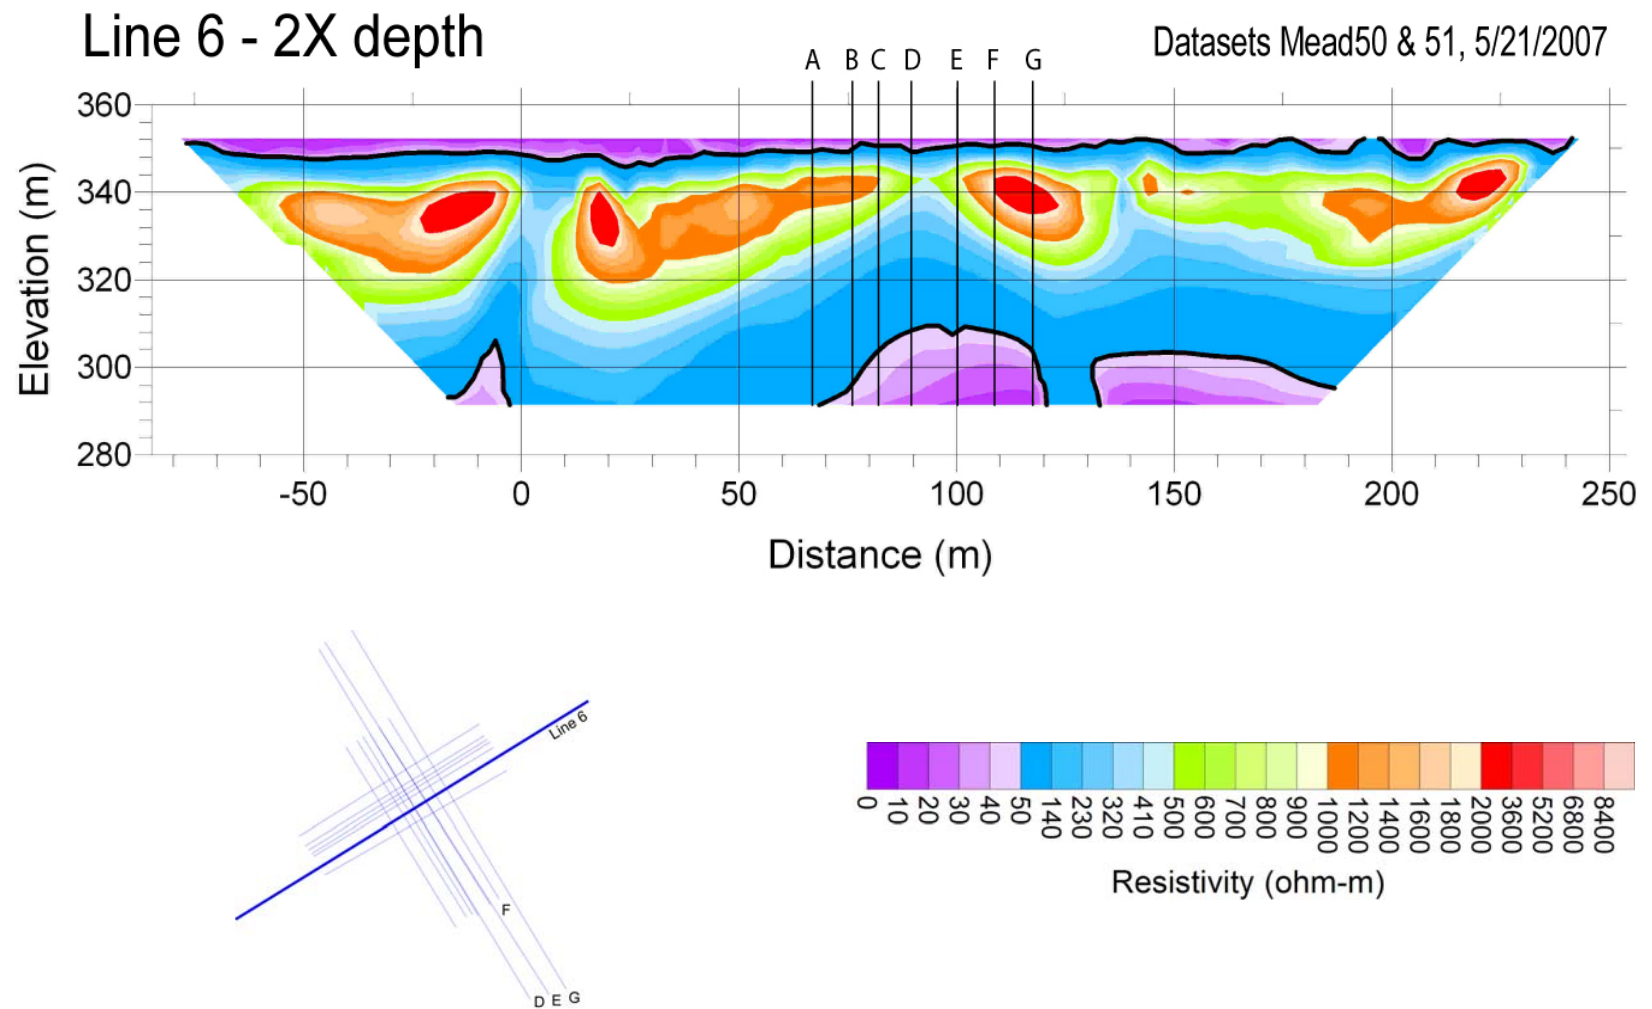 Line 6 - 2X depth
Datasets Mead50 & 51, 5/21/2007
A B C D E F G
360
340
320
300
280
Elevation (m)
-50 0 50 100 150 200 250
Distance (m)
Line 6
F
D E G
0 10 20 30 40 50 140 230 320 410 500 600 700 800 900 1000 1200 1400 1600 1800 2000 3600 5200 6800 8400
Resistivity (ohm-m)